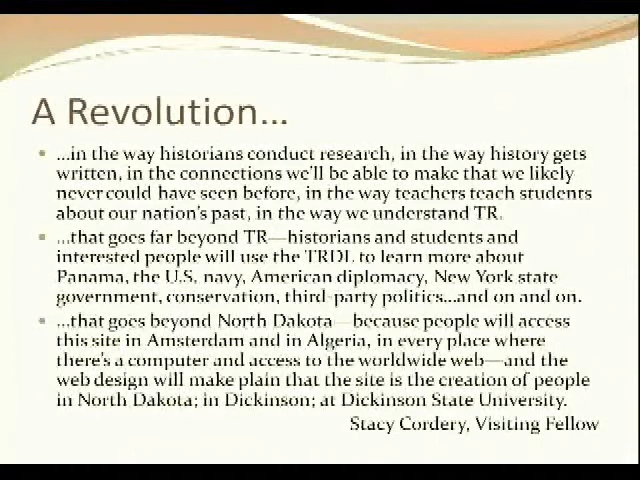 A Revolution...
...in the way historians conduct research, in the way history gets
written, in the connections we'll be able to make that we likely
never could have seen before, in the way teachers teach students
about our nation's past, in the way we understand TR.
...that goes far beyond TR—historians and students and
interested people will use the TRDL to learn more about
Panama, the U.S. navy, American diplomacy, New York state
government, conservation, third-party politics...and on and on.
...that goes beyond North Dakota—because people will access
this site in Amsterdam and in Algeria, in every place where
there's a computer and access to the worldwide web—and the
web design will make plain that the site is the creation of people
in North Dakota; in Dickinson; at Dickinson State University.
Stacy Cordery, Visiting Fellow